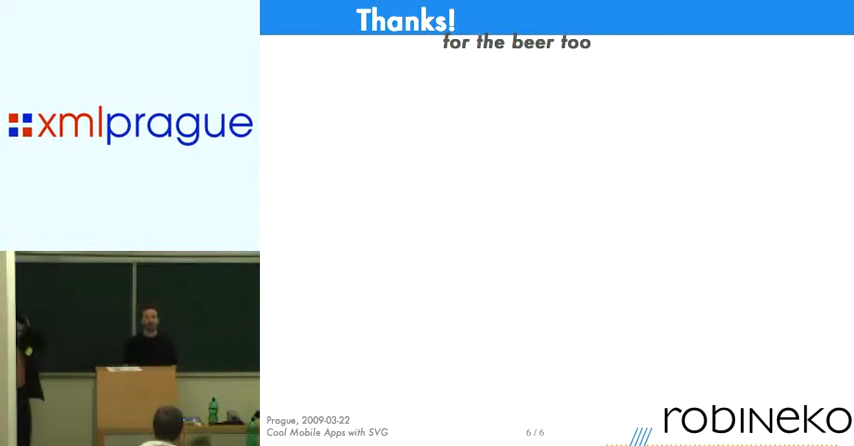 Thanks!
for the beer too
xmlprague
Prague, 2009-03-22
Cool Mobile Apps with SVG
6 / 6
robineko